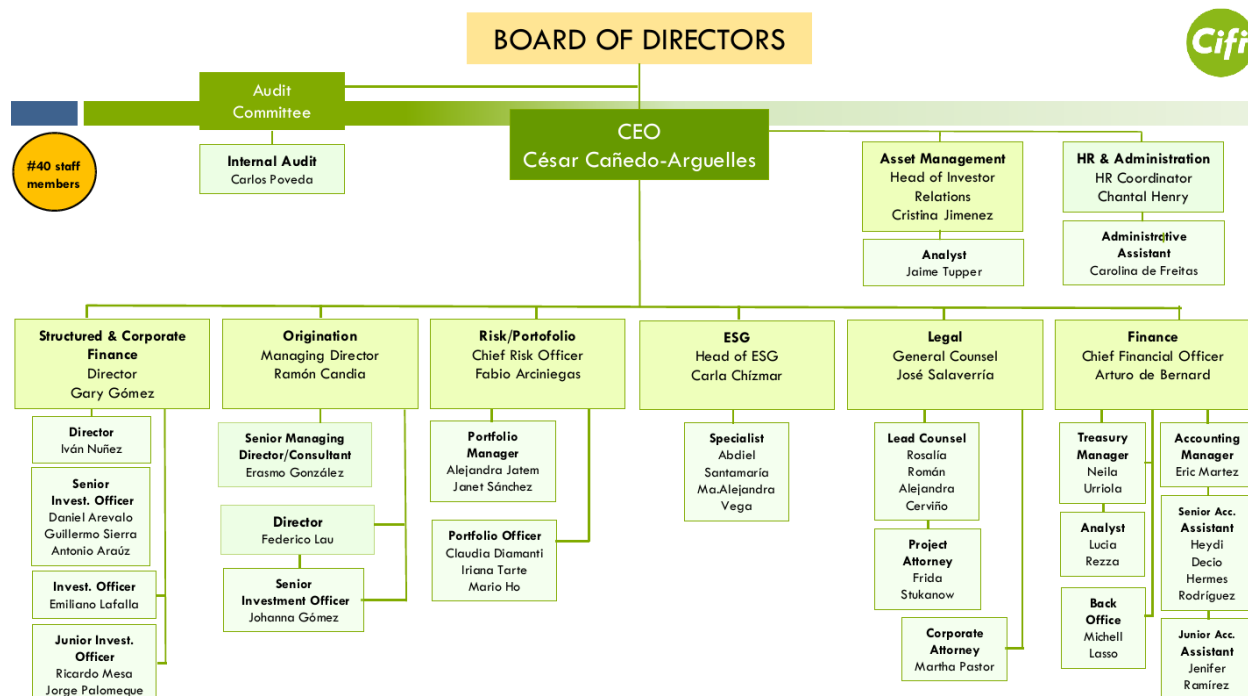 BOARD OF DIRECTORS
Cifi
Audit
Committee
#40 staff
members
Internal Audit
Carlos Poveda
CEO
César Cañedo-Arguelles
Asset Management
Head of Investor
Relations
Cristina Jimenez
HR & Administration
HR Coordinator
Chantal Henry
Analyst
Jaime Tupper
Administrative
Assistant
Carolina de Freitas
Structured & Corporate
Finance
Director
Gary Gómez
Director
Iván Nuñez
Senior
Invest. Officer
Daniel Arevalo
Guillermo Sierra
Antonio Araúz
Invest. Officer
Emiliano Lafalla
Junior Invest.
Officer
Ricardo Mesa
Jorge Palomeque
Origination
Managing Director
Ramón Candia
Senior Managing
Director/Consultant
Erasmo González
Director
Federico Lau
Senior
Investment Officer
Johanna Gómez
Risk/Portofolio
Chief Risk Officer
Fabio Arciniegas
Portfolio
Manager
Alejandra Jatem
Janet Sánchez
Portfolio Officer
Claudia Diamanti
Iriana Tarte
Mario Ho
ESG
Head of ESG
Carla Chízmar
Specialist
Abdiel
Santamaría
Ma.Alejandra
Vega
Legal
General Counsel
José Salaverría
Lead Counsel
Rosalía
Román
Alejandra
Cerviño
Project
Attorney
Frida
Stukanow
Corporate
Attorney
Martha Pastor
Finance
Chief Financial Officer
Arturo de Bernard
Treasury
Manager
Neila
Urriola
Analyst
Lucia
Rezza
Back
Office
Michell
Lasso
Accounting
Manager
Eric Martez
Senior Acc.
Assistant
Heydi
Decio
Hermes
Rodríguez
Junior Acc.
Assistant
Jenifer
Ramírez